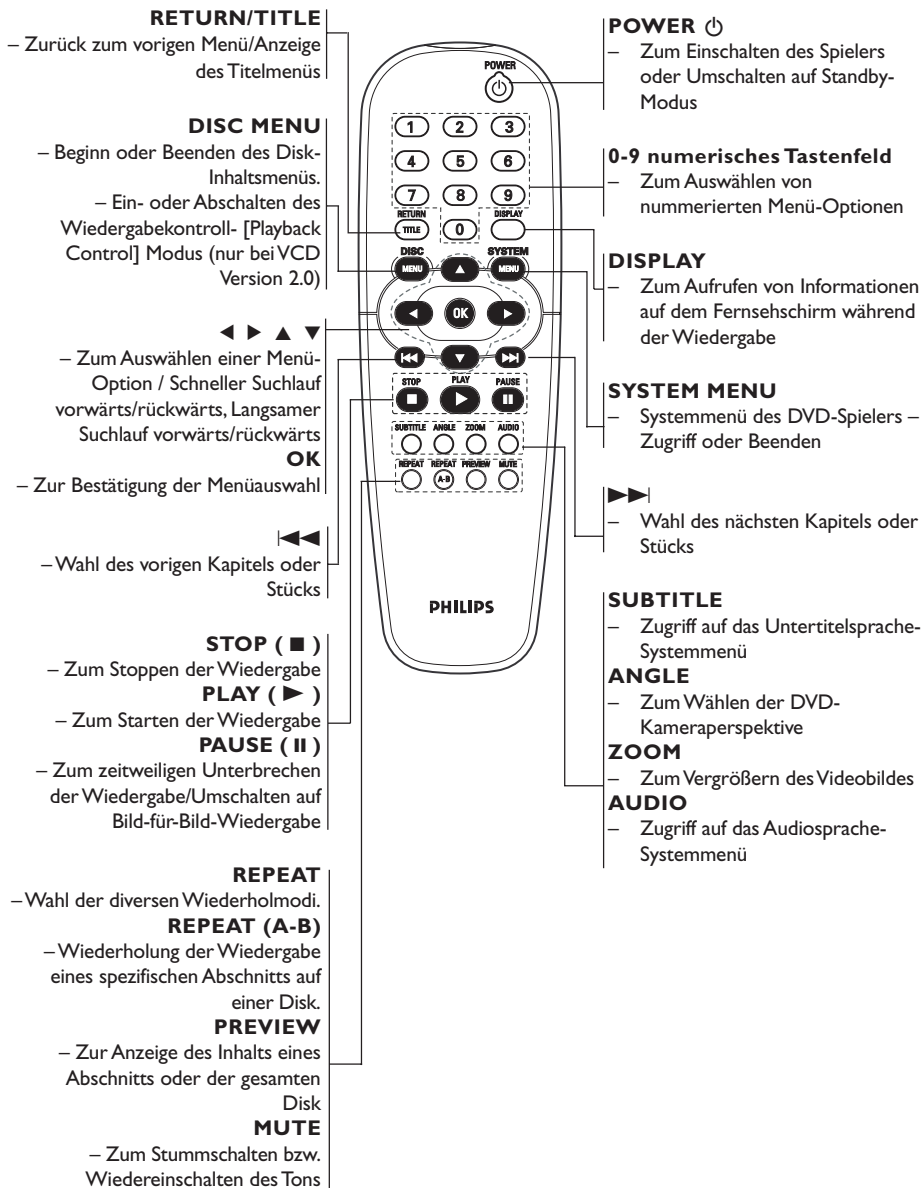 RETURN/TITLE
– Zurück zum vorigen Menü/Anzeige
des Titelmenüs
DISC MENU
– Beginn oder Beenden des Disk-
Inhaltsmenüs.
– Ein- oder Abschalten des
Wiedergabekontroll- [Playback
Control] Modus (nur bei VCD
Version 2.0)
◀ ▶ ▲ ▼
– Zum Auswählen einer Menü-
Option / Schneller Suchlauf
vorwärts/rückwärts, Langsamer
Suchlauf vorwärts/rückwärts
OK
– Zur Bestätigung der Menüauswahl
|◀◀
– Wahl des vorigen Kapitels oder
Stücks
STOP ( ■ )
– Zum Stoppen der Wiedergabe
PLAY ( ▶ )
– Zum Starten der Wiedergabe
PAUSE ( II )
– Zum zeitweiligen Unterbrechen
der Wiedergabe/Umschalten auf
Bild-für-Bild-Wiedergabe
REPEAT
– Wahl der diversen Wiederholmodi.
REPEAT (A-B)
– Wiederholung der Wiedergabe
eines spezifischen Abschnitts auf
einer Disk.
PREVIEW
– Zur Anzeige des Inhalts eines
Abschnitts oder der gesamten
Disk
MUTE
– Zum Stummschalten bzw.
Wiedereinschalten des Tons
POWER
1 2 3
4 5 6
7 8 9
RETURN DISPLAY
TITLE 0
DISC SYSTEM
MENU MENU
OK
STOP PLAY PAUSE
SUBTITLE ANGLE ZOOM AUDIO
REPEAT REPEAT PREVIEW MUTE
A-B
PHILIPS
POWER ⏻
– Zum Einschalten des Spielers
oder Umschalten auf Standby-
Modus
0-9 numerisches Tastenfeld
– Zum Auswählen von
nummerierten Menü-Optionen
DISPLAY
– Zum Aufrufen von Informationen
auf dem Fernsehschirm während
der Wiedergabe
SYSTEM MENU
– Systemmenü des DVD-Spielers –
Zugriff oder Beenden
▶▶|
– Wahl des nächsten Kapitels oder
Stücks
SUBTITLE
– Zugriff auf das Untertitelsprache-
Systemmenü
ANGLE
– Zum Wählen der DVD-
Kameraperspektive
ZOOM
– Zum Vergrößern des Videobildes
AUDIO
– Zugriff auf das Audiosprache-
Systemmenü